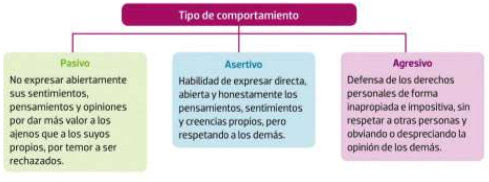 Tipo de comportamiento
Pasivo
No expresar abiertamente
sus sentimientos,
pensamientos y opiniones
por dar más valor a los
ajenos que a los suyos
propios, por temor a ser
rechazados.
Asertivo
Habilidad de expresar directa,
abierta y honestamente los
pensamientos, sentimientos
y creencias propios, pero
respetando a los demás.
Agresivo
Defensa de los derechos
personales de forma
inapropiada e impositiva, sin
respetar a otras personas y
obviando o despreciando la
opinión de los demás.